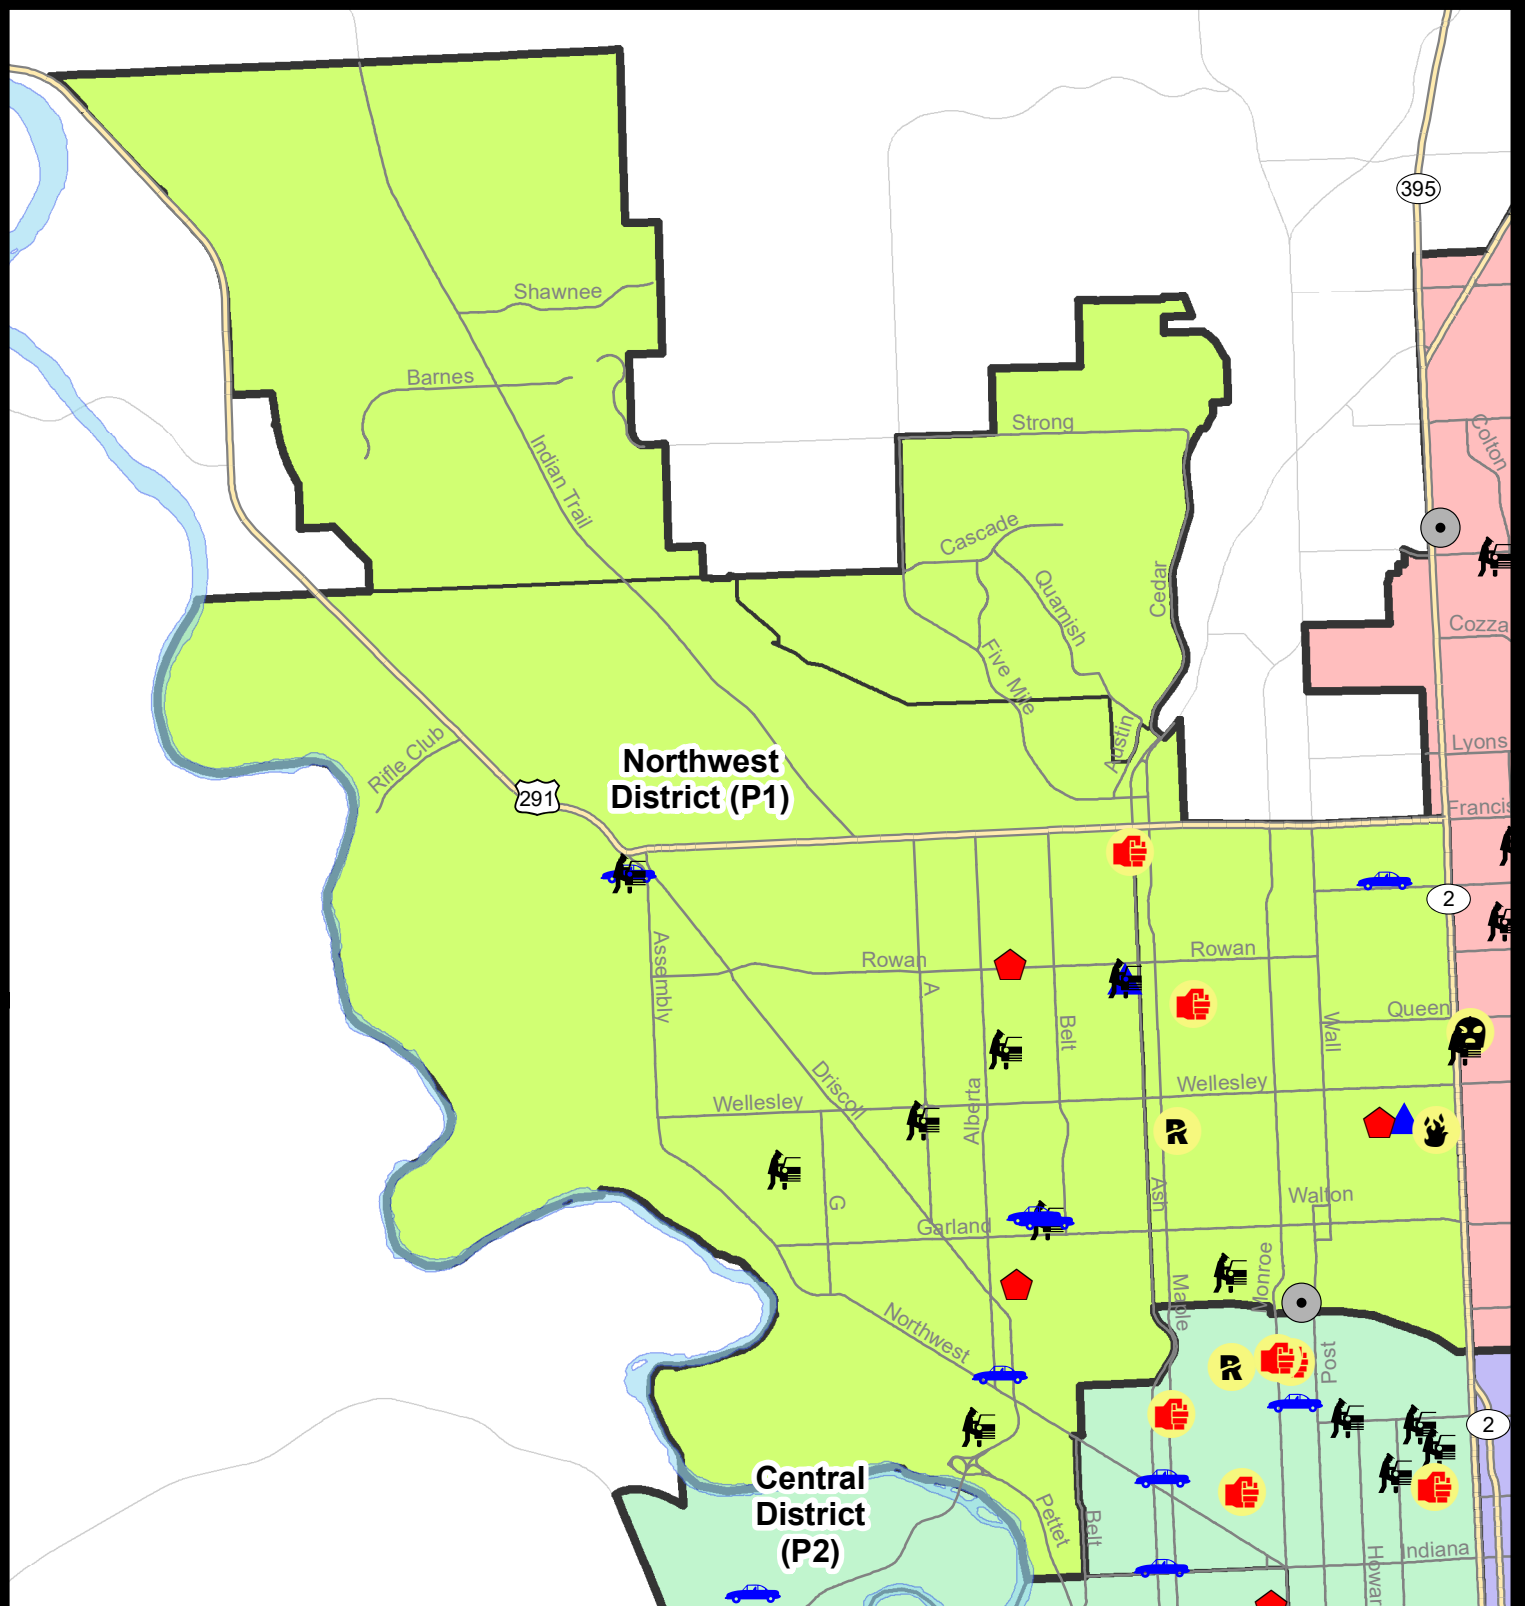 395
Shawnee
Barnes
Strong
Colton
Indian Trail
Cascade
Quamish
Cedar
Cozza
Five Mile
Austin
Lyons
Rifle Club
Northwest
District (P1)
291
Francis
2
Assembly
Rowan
Rowan
A
Belt
Queen
Wall
Driscoll
Wellesley
Wellesley
Alberta
G
Garland
Ash
Walton
Monroe
Maple
Northwest
Post
2
Central
District
(P2)
Pettet
Belt
Indiana
Howar